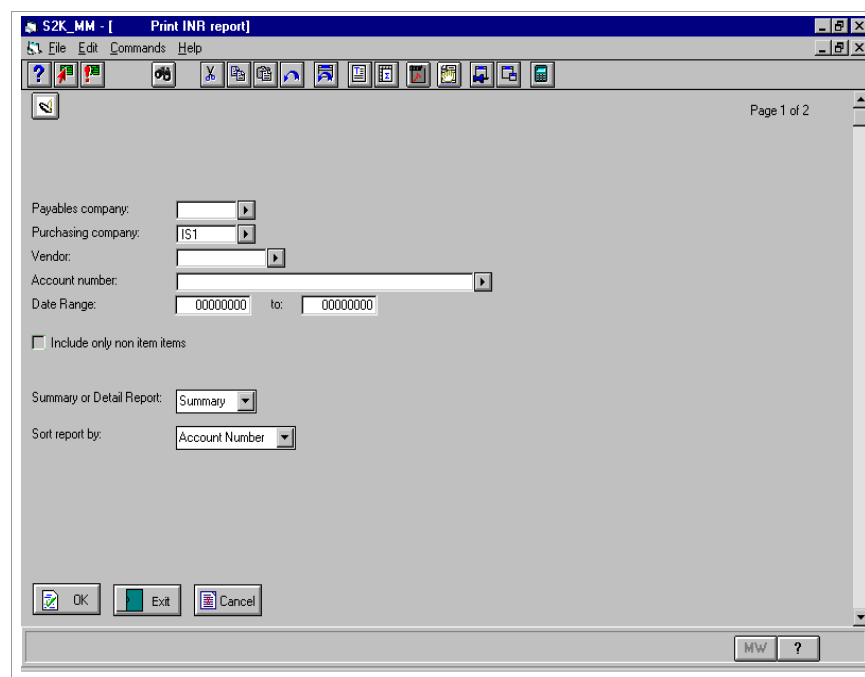 S2K_MM - [ Print INR report]
File Edit Commands Help
Page 1 of 2
Payables company:
Purchasing company: IS1
Vendor:
Account number:
Date Range: 00000000 to: 00000000
Include only non item items
Summary or Detail Report: Summary
Sort report by: Account Number
OK Exit Cancel
MW ?